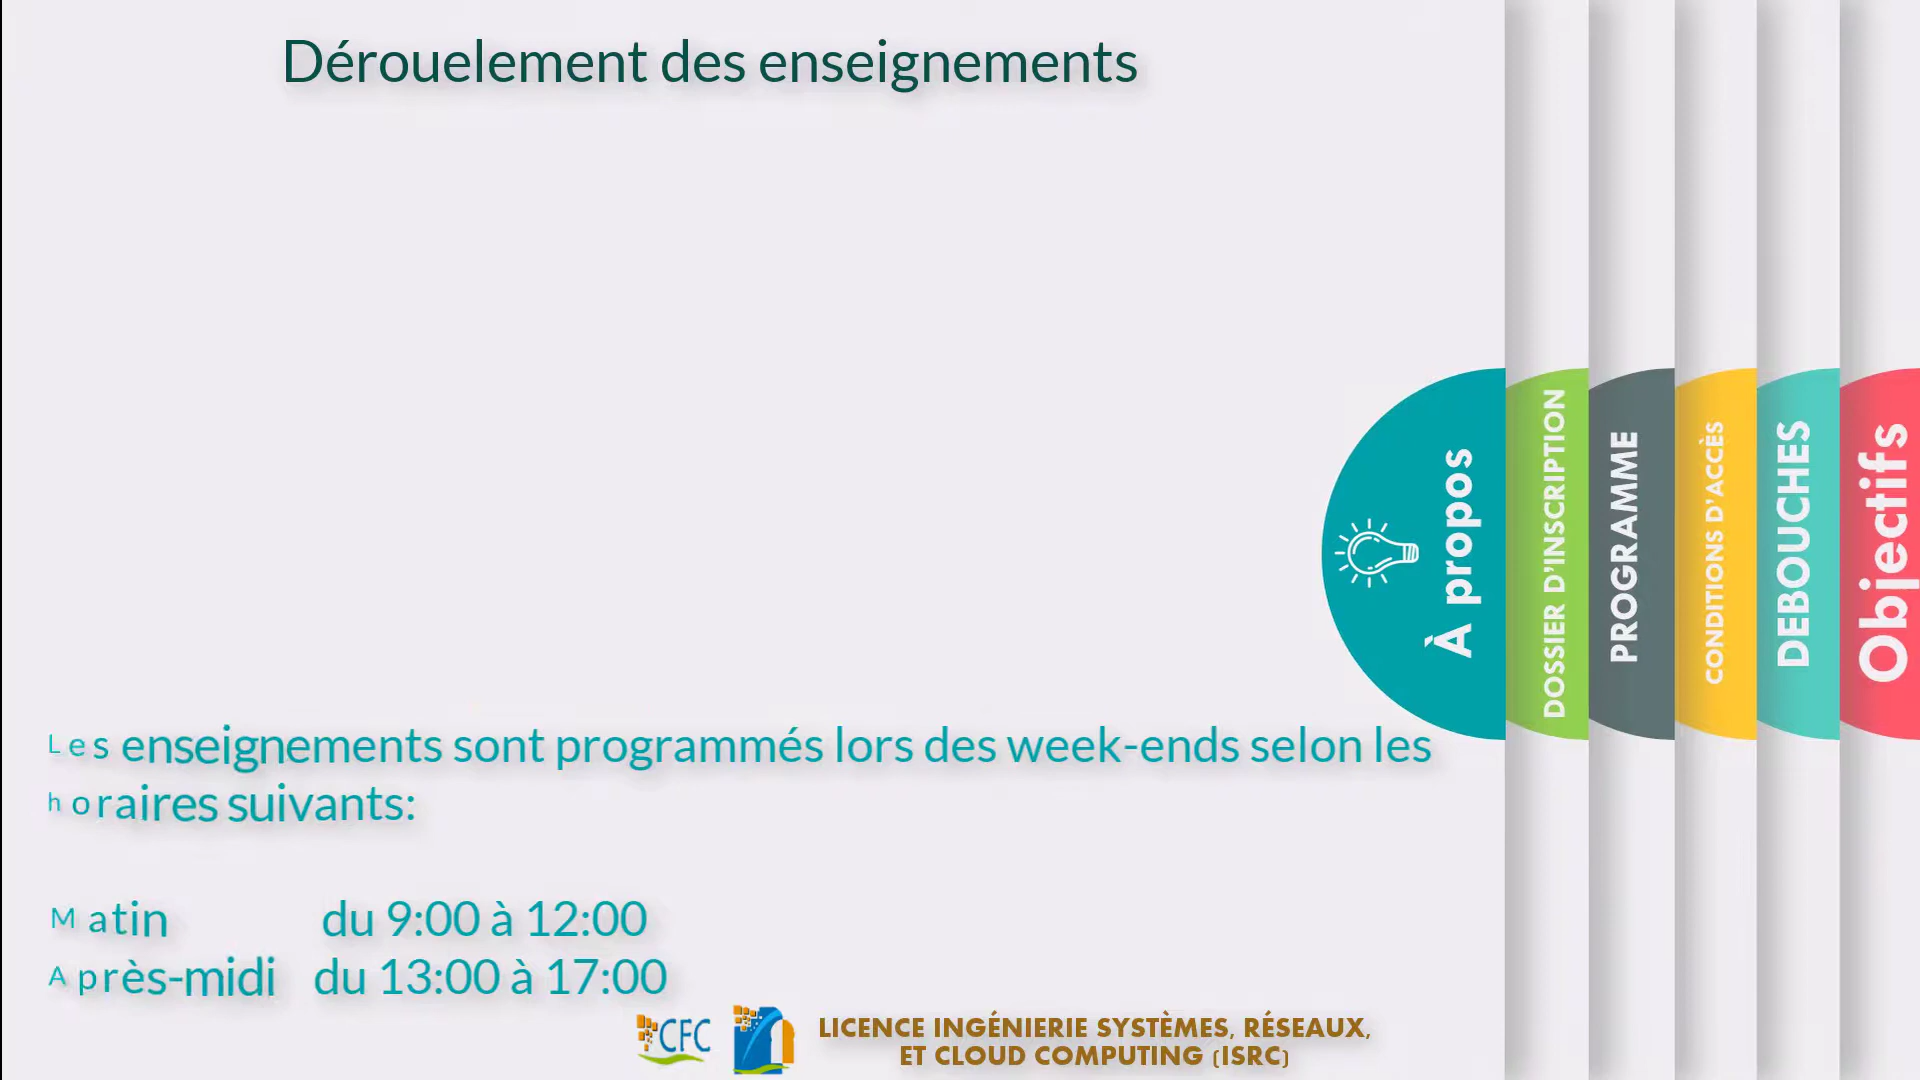 Dérouelement des enseignements
Les enseignements sont programmés lors des week-ends selon les
horaires suivants:
Matin du 9:00 à 12:00
Après-midi du 13:00 à 17:00
À propos
DOSSIER D'INSCRIPTION
PROGRAMME
CONDITIONS D'ACCÈS
DEBOUCHES
Objectifs
CFC
LICENCE INGÉNIERIE SYSTÈMES, RÉSEAUX,
ET CLOUD COMPUTING (ISRC)